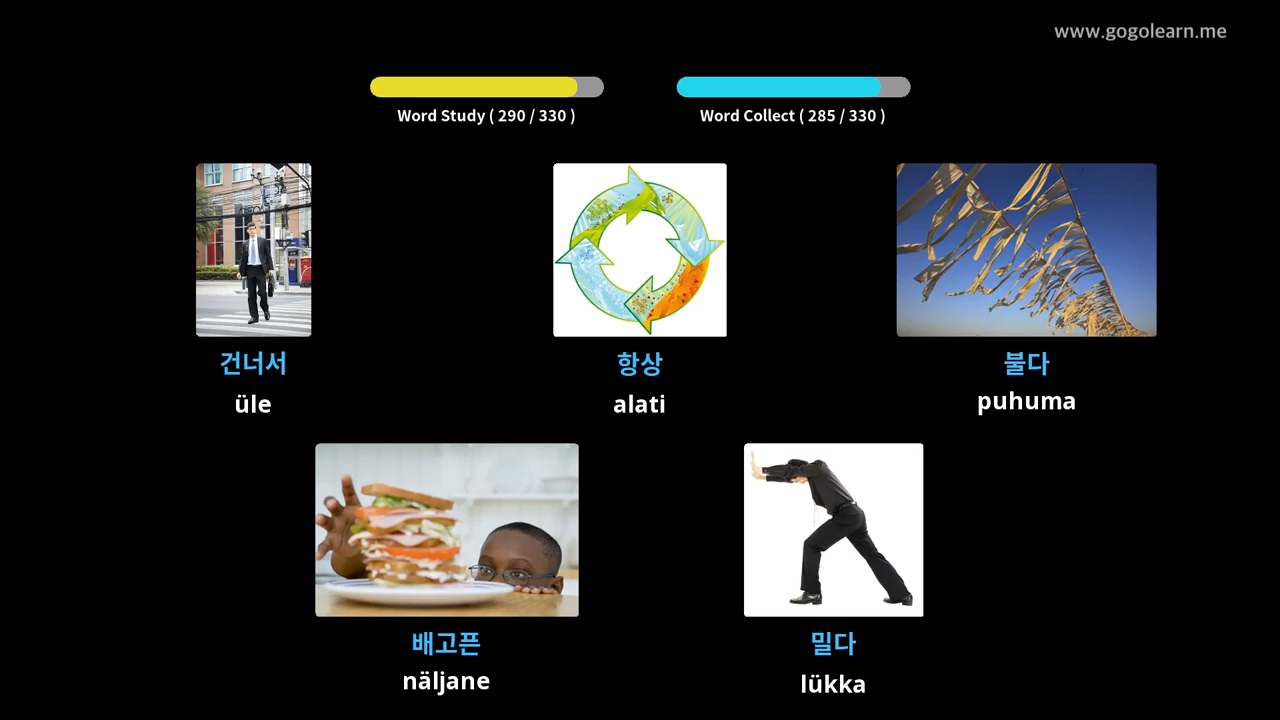 www.gogolearn.me
Word Study ( 290 / 330 )
Word Collect ( 285 / 330 )
건너서
üle
항상
alati
불다
puhuma
배고픈
näljane
밀다
lükka